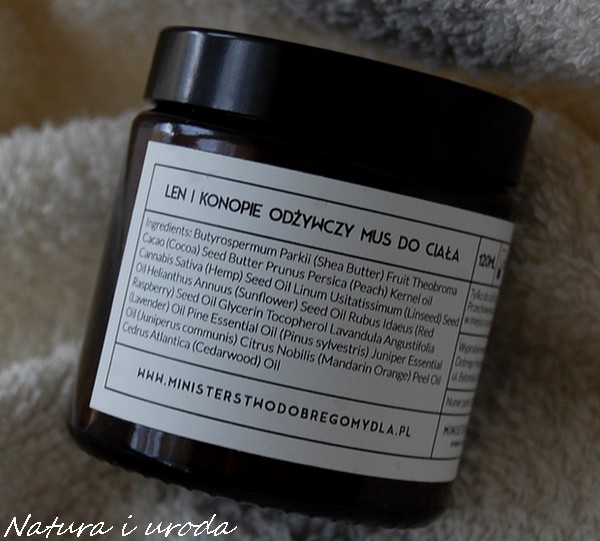 LEN I KONOPIE ODŻYWCZY MUS DO CIAŁA
Ingredients: Butyrospermum Parkii (Shea Butter) Fruit Theobroma
Cacao (Cocoa) Seed Butter Prunus Persica (Peach) Kernel oil
Cannabis Sativa (Hemp) Seed Oil Linum Usitatissimum (Linseed) Seed
Oil Helianthus Annuus (Sunflower) Seed Oil Rubus Idaeus (Red
Raspberry) Seed Oil Glycerin Tocopherol Lavandula Angustifolia
(Lavender) Oil Pine Essential Oil (Pinus sylvestris) Juniper Essential
Oil (Juniperus communis) Citrus Nobilis (Mandarin Orange) Peel Oil
Cedrus Atlantica (Cedarwood) Oil
WWW.MINISTERSTWODOBREGOMYDLA.PL
Natura i uroda